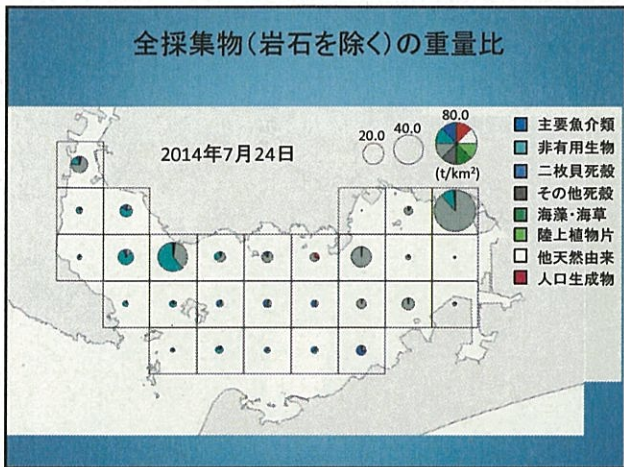 全採集物(岩石を除く)の重量比
2014年7月24日
20.0
40.0
80.0
(t/km²)
主要魚介類
非有用生物
二枚貝死殻
その他死殻
海藻・海草
陸上植物片
他天然由来
人口生成物